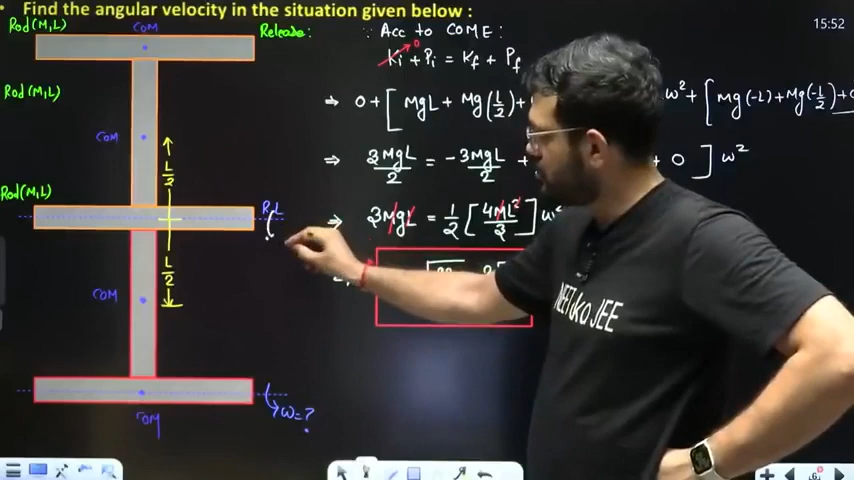 Find the angular velocity in the situation given below :
15:52
Rod (M,L)
COM
Release:
Rod (M,L)
COM
Rod (M,L)
L/2
L/2
COM
COM
ω=?
∵ Acc to COME:
Ki⁰ + Pi = Kf + Pf
⇒ 0 + [ MgL + Mg(L/2) +
ω² + [ Mg(-L) + Mg(-L/2) +
⇒ 3MgL/2 = -3MgL/2 +
+ 0 ] ω²
⇒ 3MgL = 1/2 [ 4ML²/3 ] ω²
NEET Ko JEE